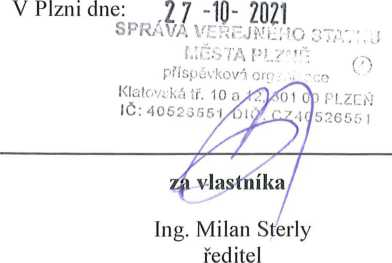 V Plzni dne: 27 -10- 2021
SPRÁVA VEŘEJNÉHO STATKU
MĚSTA PLZNĚ
příspěvková organizace
Klatovská tř. 10 a 12, 301 00 PLZEŇ
IČ: 40526551 DIČ: CZ40526551
za vlastníka
Ing. Milan Sterly
ředitel